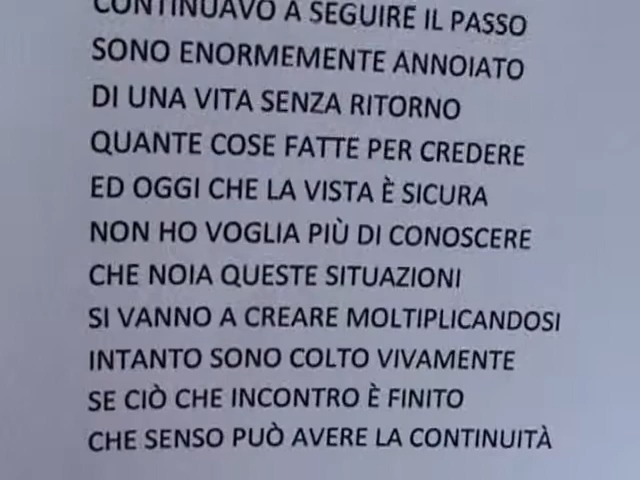 CONTINUAVO A SEGUIRE IL PASSO
SONO ENORMEMENTE ANNOIATO
DI UNA VITA SENZA RITORNO
QUANTE COSE FATTE PER CREDERE
ED OGGI CHE LA VISTA È SICURA
NON HO VOGLIA PIÙ DI CONOSCERE
CHE NOIA QUESTE SITUAZIONI
SI VANNO A CREARE MOLTIPLICANDOSI
INTANTO SONO COLTO VIVAMENTE
SE CIÒ CHE INCONTRO È FINITO
CHE SENSO PUÒ AVERE LA CONTINUITÀ